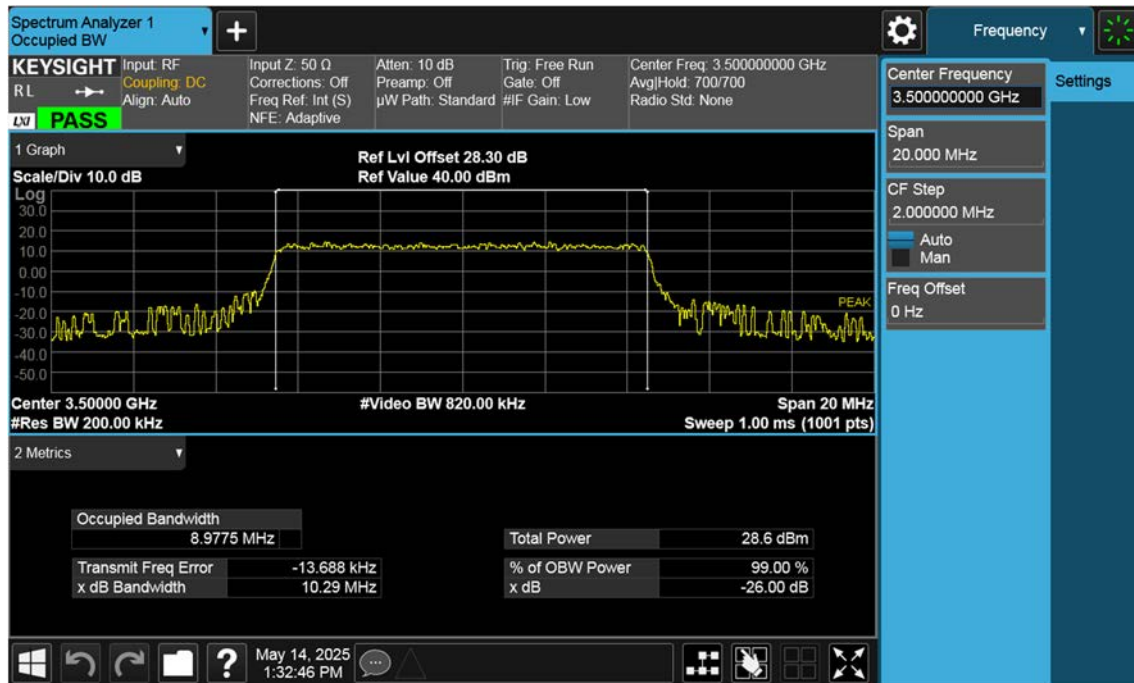 Spectrum Analyzer 1
Occupied BW
+
Frequency
KEYSIGHT
RL
LXI PASS
Input: RF
Coupling: DC
Align: Auto
Input Z: 50 Ω
Corrections: Off
Freq Ref: Int (S)
NFE: Adaptive
Atten: 10 dB
Preamp: Off
µW Path: Standard
Trig: Free Run
Gate: Off
#IF Gain: Low
Center Freq: 3.500000000 GHz
Avg|Hold: 700/700
Radio Std: None
Center Frequency
3.500000000 GHz
Settings
Span
20.000 MHz
CF Step
2.000000 MHz
Auto
Man
Freq Offset
0 Hz
1 Graph
Scale/Div 10.0 dB
Ref Lvl Offset 28.30 dB
Ref Value 40.00 dBm
Log
30.0
20.0
10.0
0.00
-10.0
-20.0
-30.0
-40.0
-50.0
PEAK
Center 3.50000 GHz
#Video BW 820.00 kHz
Span 20 MHz
#Res BW 200.00 kHz
Sweep 1.00 ms (1001 pts)
2 Metrics
Occupied Bandwidth
8.9775 MHz
Total Power 28.6 dBm
Transmit Freq Error -13.688 kHz
% of OBW Power 99.00 %
x dB Bandwidth 10.29 MHz
x dB -26.00 dB
?
May 14, 2025
1:32:46 PM